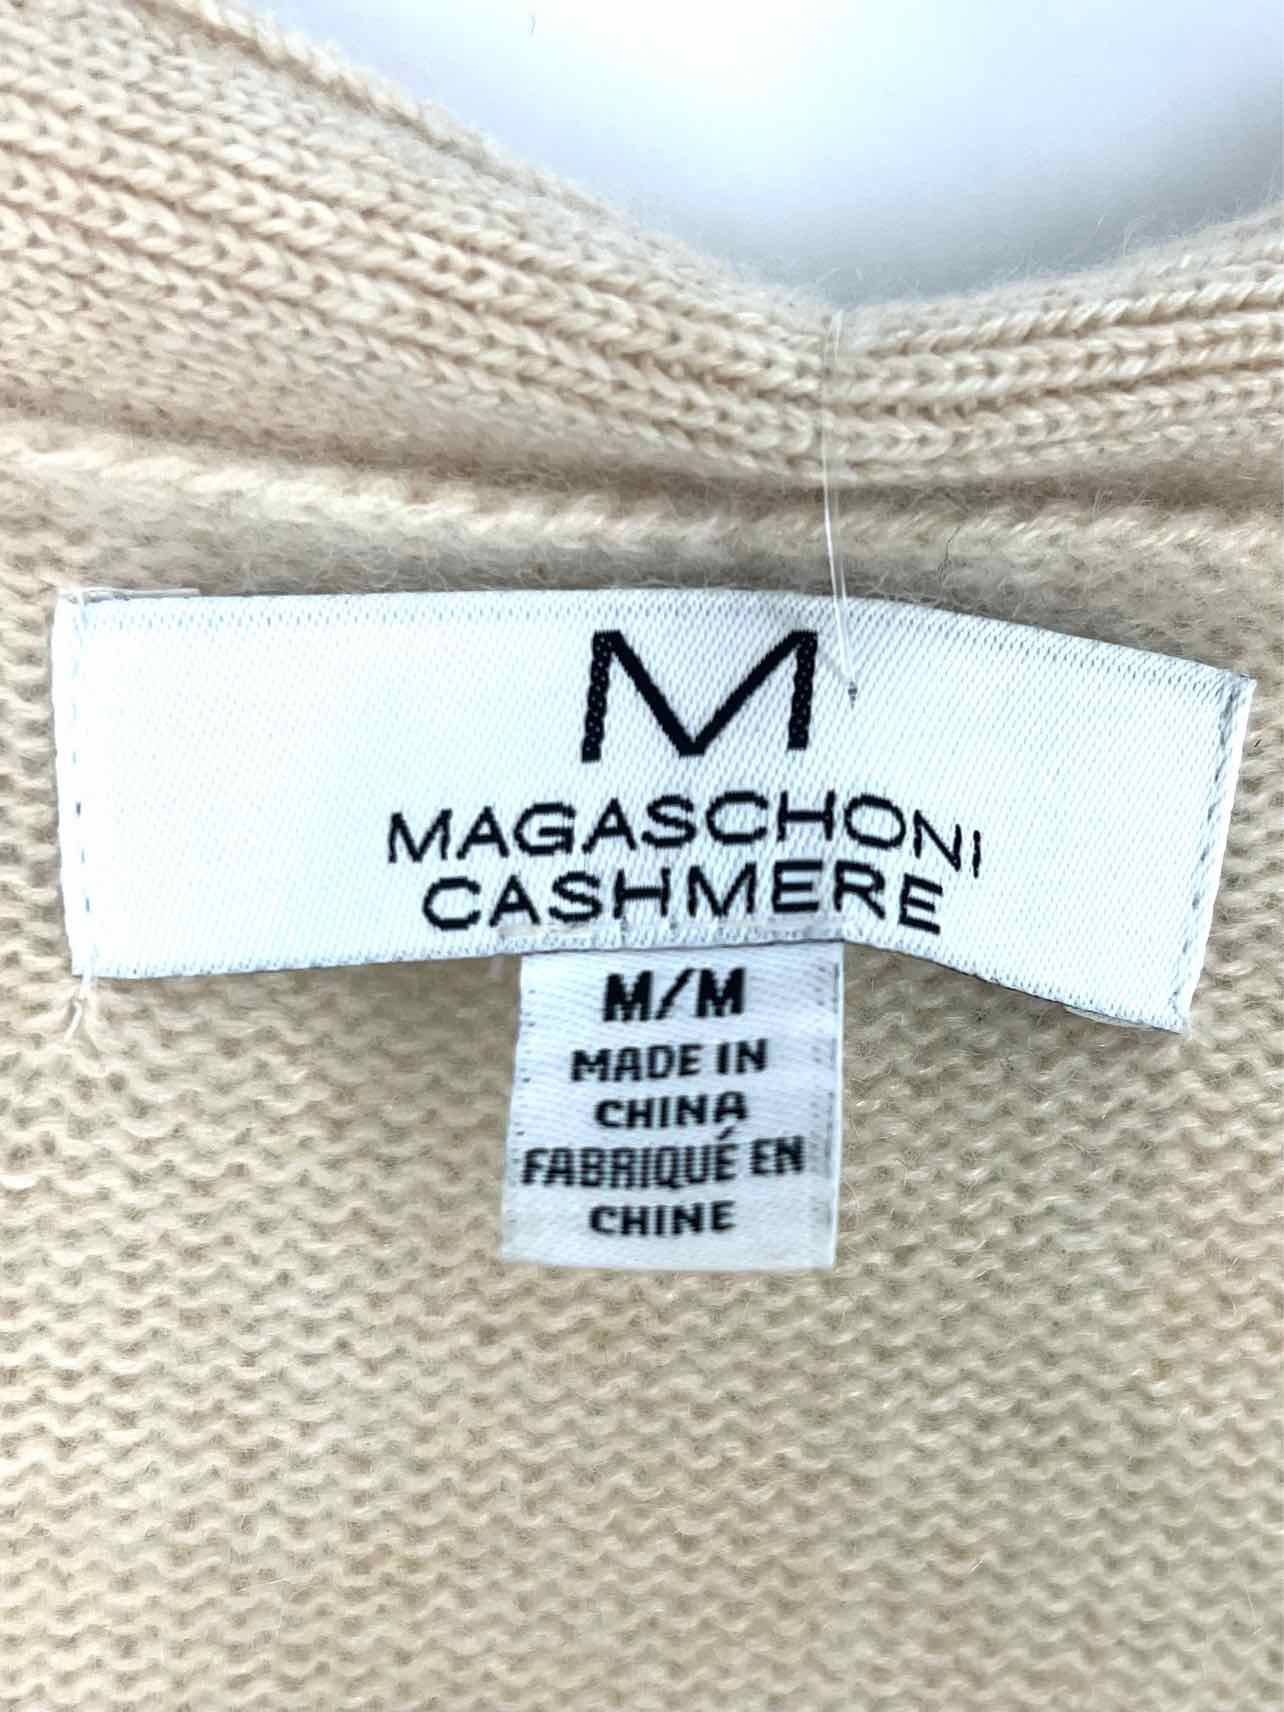 M
MAGASCHONI
CASHMERE
M/M
MADE IN
CHINA
FABRIQUÉ EN
CHINE